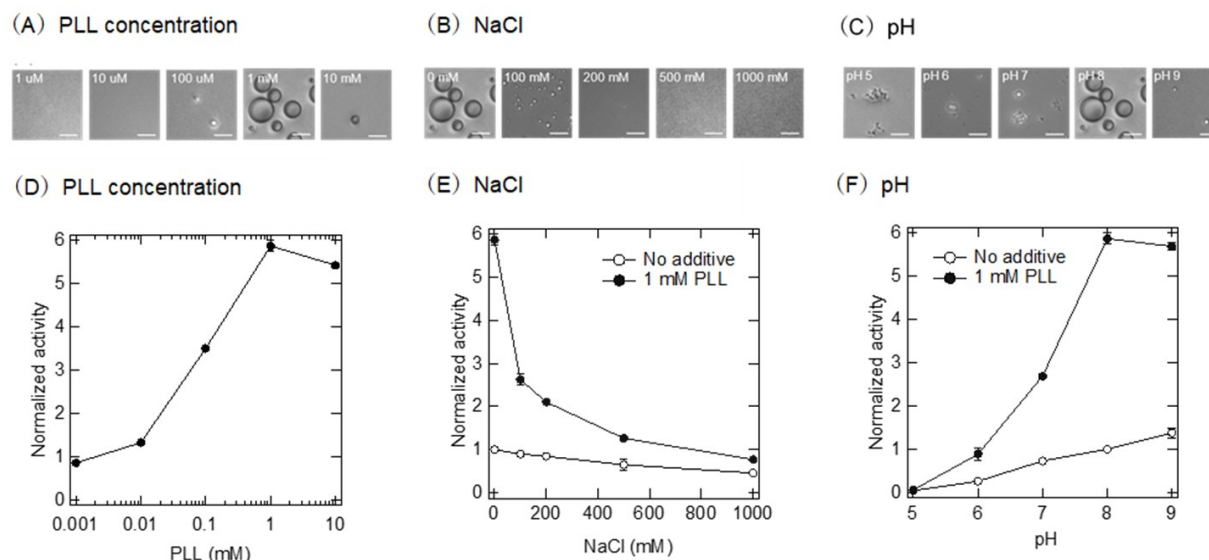 (A) PLL concentration
(B) NaCl
(C) pH
1 uM
10 uM
100 uM
1 mM
10 mM
0 mM
100 mM
200 mM
500 mM
1000 mM
pH 5
pH 6
pH 7
pH 8
pH 9
(D) PLL concentration
(E) NaCl
(F) pH
Normalized activity
6
5
4
3
2
1
0
0.001
0.01
0.1
1
10
PLL (mM)
Normalized activity
6
5
4
3
2
1
0
No additive
1 mM PLL
0
200
400
600
800
1000
NaCl (mM)
Normalized activity
6
5
4
3
2
1
0
No additive
1 mM PLL
5
6
7
8
9
pH